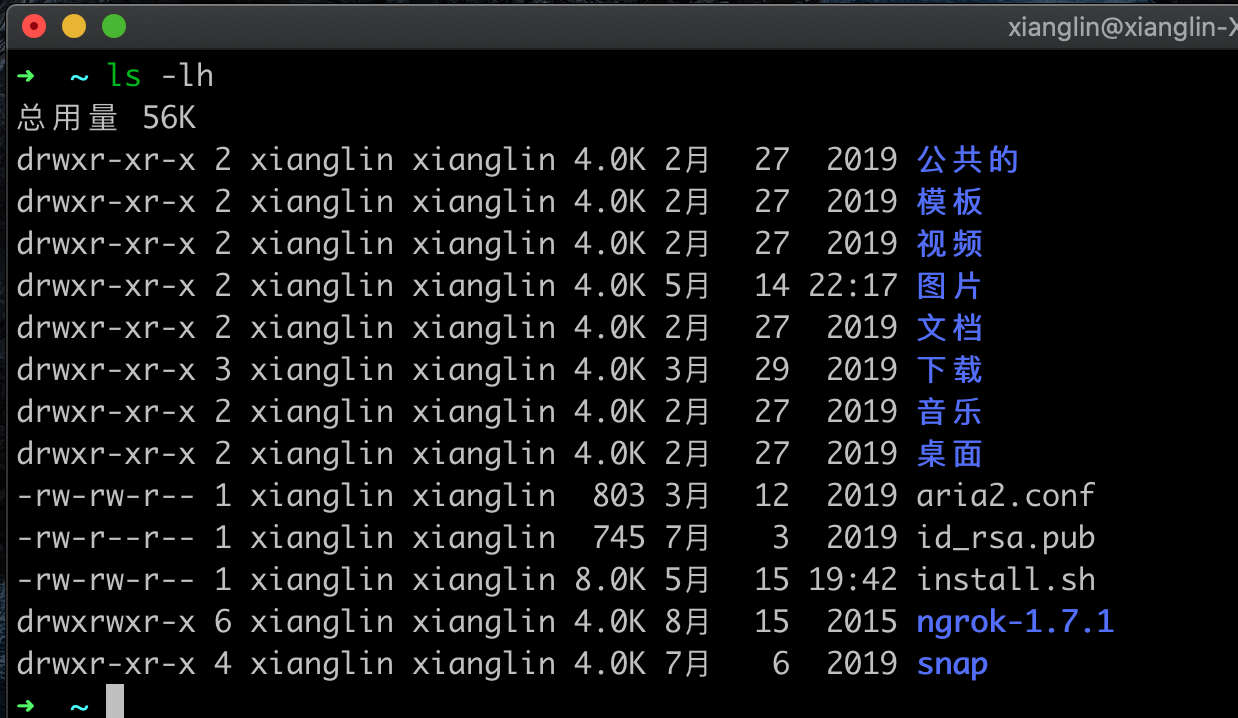 xianglin@xianglin-X
➜ ~ ls -lh
总用量 56K
drwxr-xr-x 2 xianglin xianglin 4.0K 2月 27 2019 公共的
drwxr-xr-x 2 xianglin xianglin 4.0K 2月 27 2019 模板
drwxr-xr-x 2 xianglin xianglin 4.0K 2月 27 2019 视频
drwxr-xr-x 2 xianglin xianglin 4.0K 5月 14 22:17 图片
drwxr-xr-x 2 xianglin xianglin 4.0K 2月 27 2019 文档
drwxr-xr-x 3 xianglin xianglin 4.0K 3月 29 2019 下载
drwxr-xr-x 2 xianglin xianglin 4.0K 2月 27 2019 音乐
drwxr-xr-x 2 xianglin xianglin 4.0K 2月 27 2019 桌面
-rw-rw-r-- 1 xianglin xianglin 803 3月 12 2019 aria2.conf
-rw-r--r-- 1 xianglin xianglin 745 7月 3 2019 id_rsa.pub
-rw-rw-r-- 1 xianglin xianglin 8.0K 5月 15 19:42 install.sh
drwxrwxr-x 6 xianglin xianglin 4.0K 8月 15 2015 ngrok-1.7.1
drwxr-xr-x 4 xianglin xianglin 4.0K 7月 6 2019 snap
➜ ~